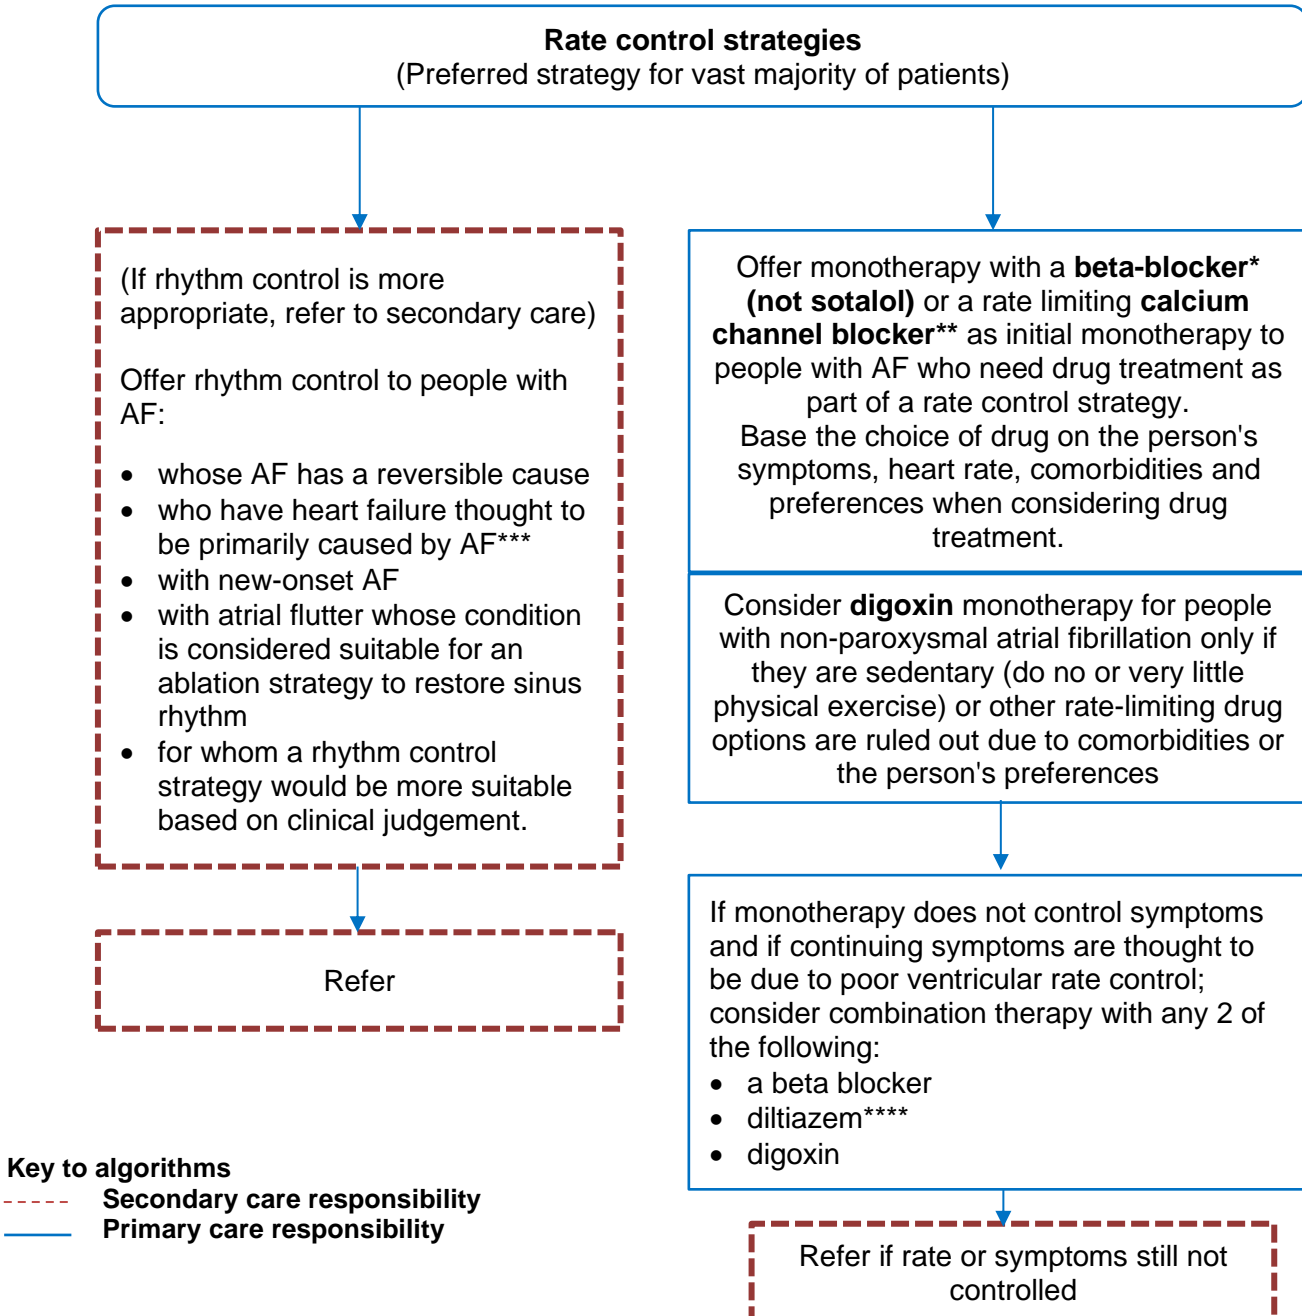 Rate control strategies
(Preferred strategy for vast majority of patients)
(If rhythm control is more
appropriate, refer to secondary care)
Offer rhythm control to people with
AF:
• whose AF has a reversible cause
• who have heart failure thought to
be primarily caused by AF***
• with new-onset AF
• with atrial flutter whose condition
is considered suitable for an
ablation strategy to restore sinus
rhythm
• for whom a rhythm control
strategy would be more suitable
based on clinical judgement.
Refer
Offer monotherapy with a beta-blocker*
(not sotalol) or a rate limiting calcium
channel blocker** as initial monotherapy to
people with AF who need drug treatment as
part of a rate control strategy.
Base the choice of drug on the person's
symptoms, heart rate, comorbidities and
preferences when considering drug
treatment.
Consider digoxin monotherapy for people
with non-paroxysmal atrial fibrillation only if
they are sedentary (do no or very little
physical exercise) or other rate-limiting drug
options are ruled out due to comorbidities or
the person's preferences
If monotherapy does not control symptoms
and if continuing symptoms are thought to
be due to poor ventricular rate control;
consider combination therapy with any 2 of
the following:
• a beta blocker
• diltiazem****
• digoxin
Refer if rate or symptoms still not
controlled
Key to algorithms
Secondary care responsibility
Primary care responsibility